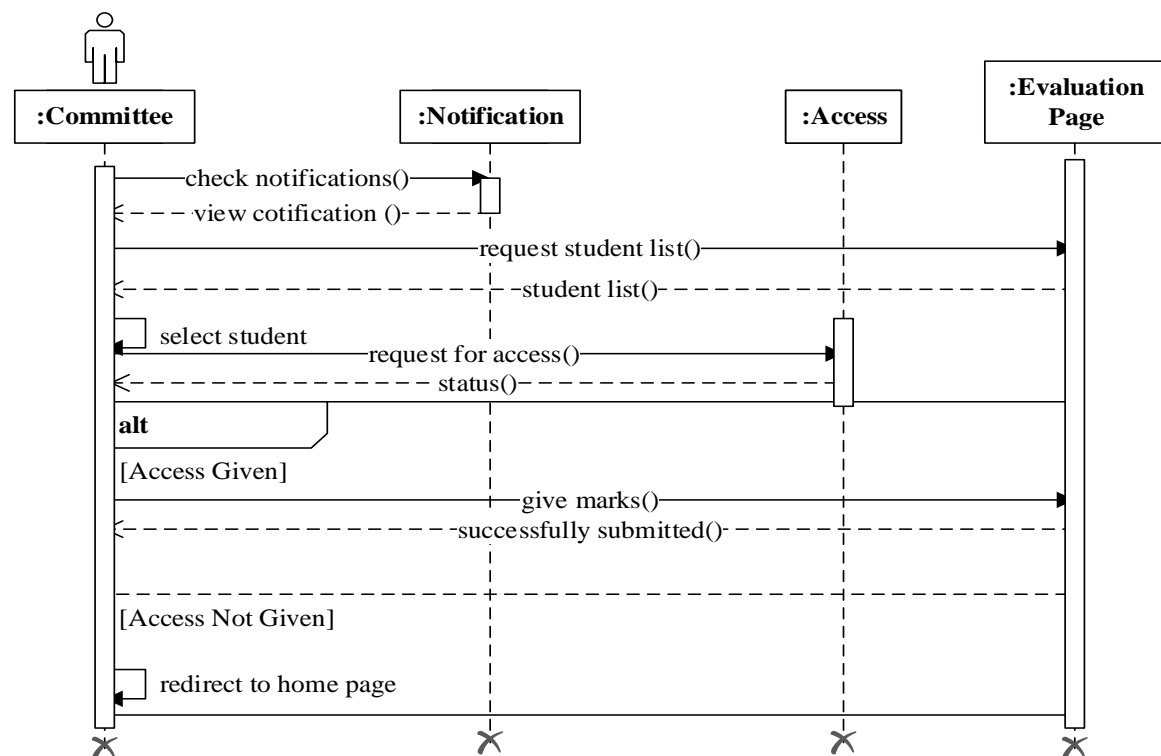 :Committee
:Notification
:Access
:Evaluation
Page
check notifications()
view cotification ()
request student list()
student list()
select student
request for access()
status()
alt
[Access Given]
give marks()
successfully submitted()
[Access Not Given]
redirect to home page